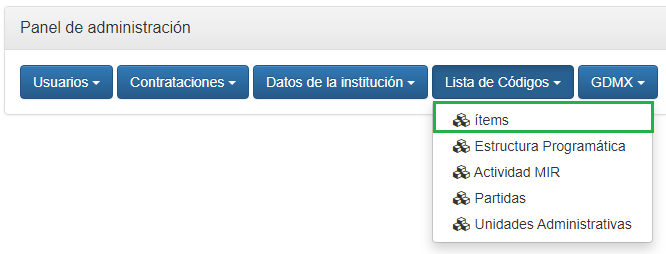 Panel de administración
Usuarios Contrataciones Datos de la institución Lista de Códigos GDMX
ítems
Estructura Programática
Actividad MIR
Partidas
Unidades Administrativas